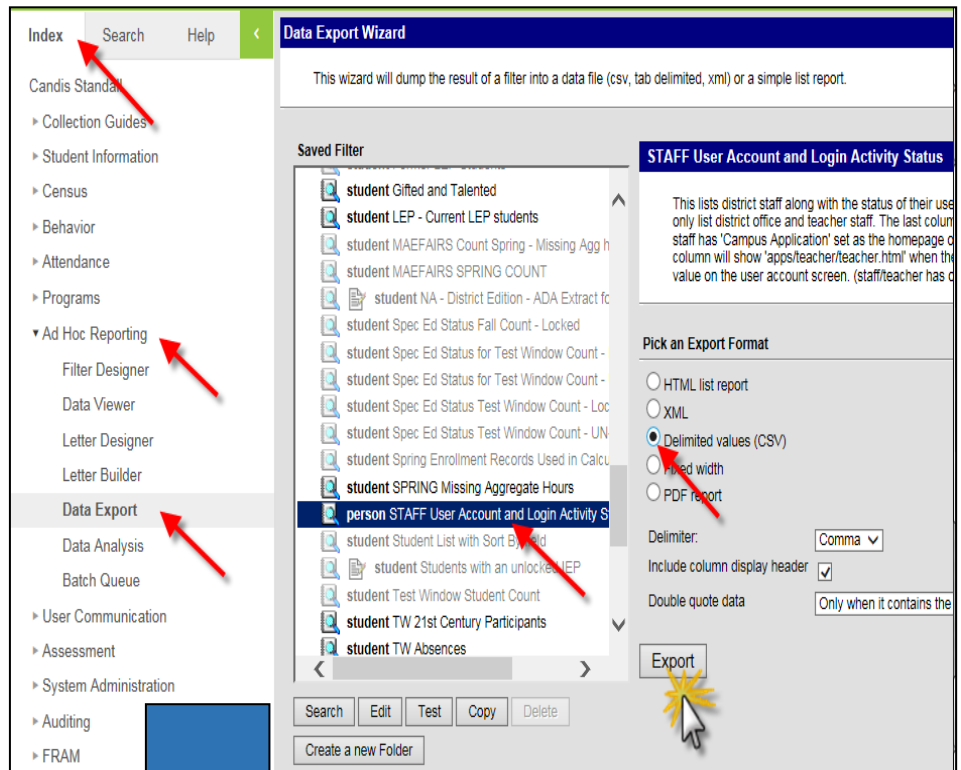 Index Search Help <
Candis Standall
Collection Guides
Student Information
Census
Behavior
Attendance
Programs
Ad Hoc Reporting
Filter Designer
Data Viewer
Letter Designer
Letter Builder
Data Export
Data Analysis
Batch Queue
User Communication
Assessment
System Administration
Auditing
FRAM
Data Export Wizard
This wizard will dump the result of a filter into a data file (csv, tab delimited, xml) or a simple list report.
Saved Filter
student Gifted and Talented
student LEP - Current LEP students
student MAEFAIRS Count Spring - Missing Agg h
student MAEFAIRS SPRING COUNT
student NA - District Edition - ADA Extract fo
student Spec Ed Status Fall Count - Locked
student Spec Ed Status for Test Window Count -
student Spec Ed Status for Test Window Count -
student Spec Ed Status Test Window Count - Loc
student Spec Ed Status Test Window Count - UN
student Spring Enrollment Records Used in Calcu
student SPRING Missing Aggregate Hours
person STAFF User Account and Login Activity S
student Student List with Sort By Field
student Students with an unlocked IEP
student Test Window Student Count
student TW 21st Century Participants
student TW Absences
Search Edit Test Copy Delete
Create a new Folder
STAFF User Account and Login Activity Status
This lists district staff along with the status of their use
only list district office and teacher staff. The last colum
staff has 'Campus Application' set as the homepage o
column will show 'apps/teacher/teacher.html' when the
value on the user account screen. (staff/teacher has o
Pick an Export Format
HTML list report
XML
Delimited values (CSV)
Fixed width
PDF report
Delimiter: Comma
Include column display header
Double quote data Only when it contains the
Export